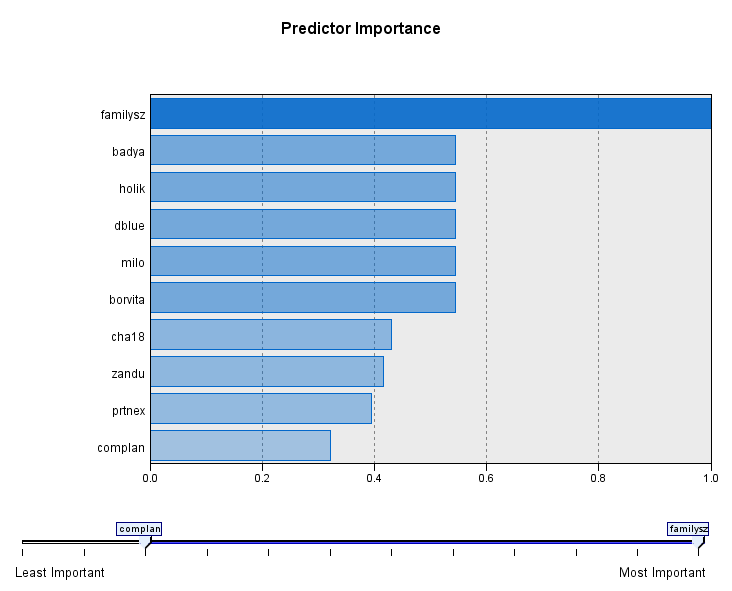 Predictor Importance
familysz
badya
holik
dblue
milo
borvita
cha18
zandu
prtnex
complan
0.0 0.2 0.4 0.6 0.8 1.0
complan familysz
Least Important Most Important